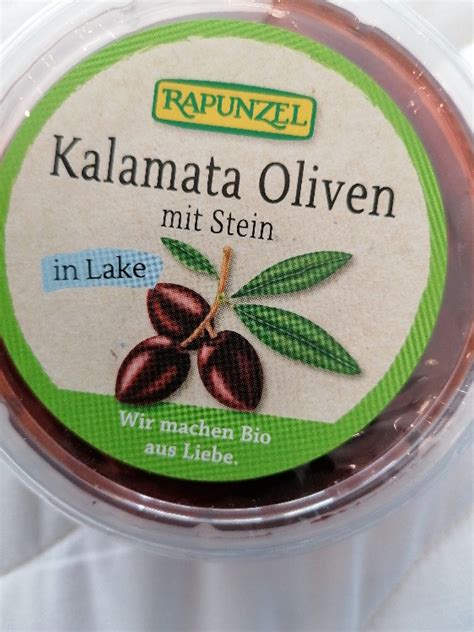 RAPUNZEL
Kalamata Oliven
mit Stein
in Lake
Wir machen Bio
aus Liebe.